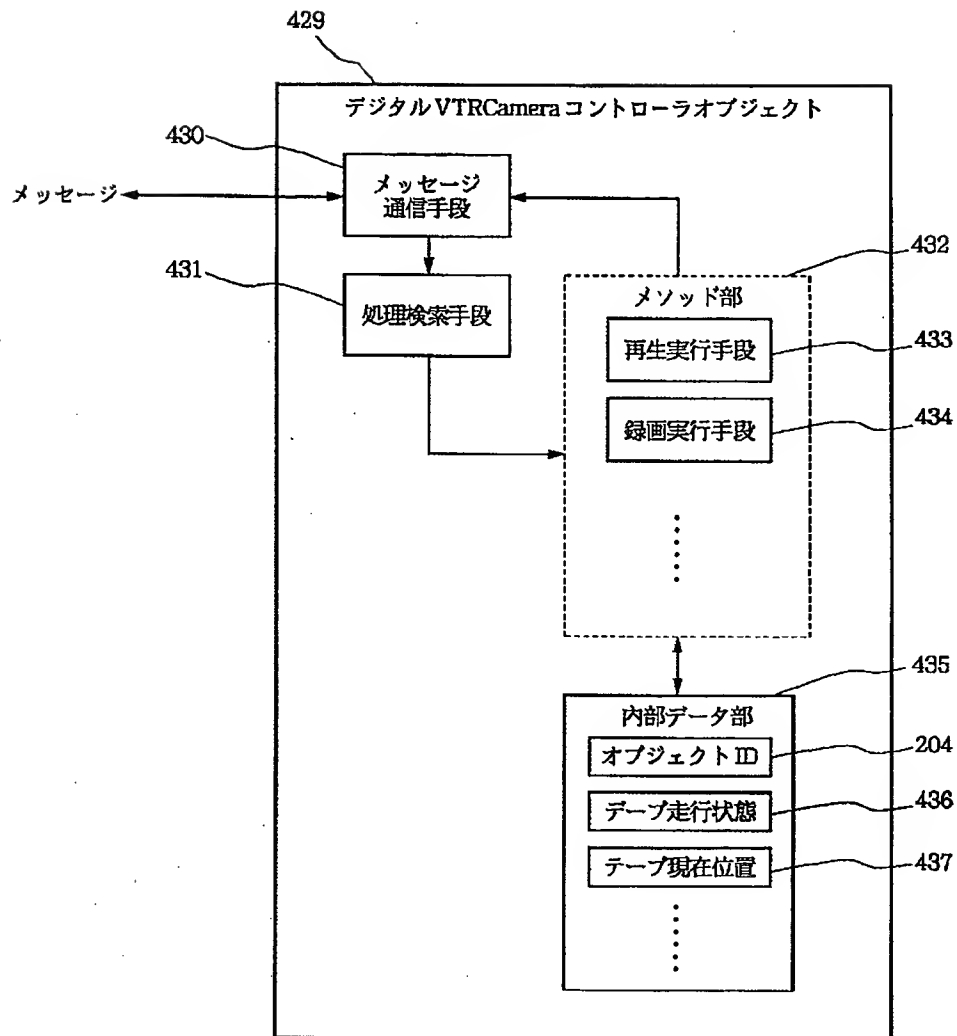 429
デジタルVTRCameraコントローラオブジェクト
430
メッセージ
メッセージ
通信手段
431
処理検索手段
432
メソッド部
再生実行手段
433
録画実行手段
434
435
内部データ部
オブジェクトID
204
デープ走行状態
436
テープ現在位置
437